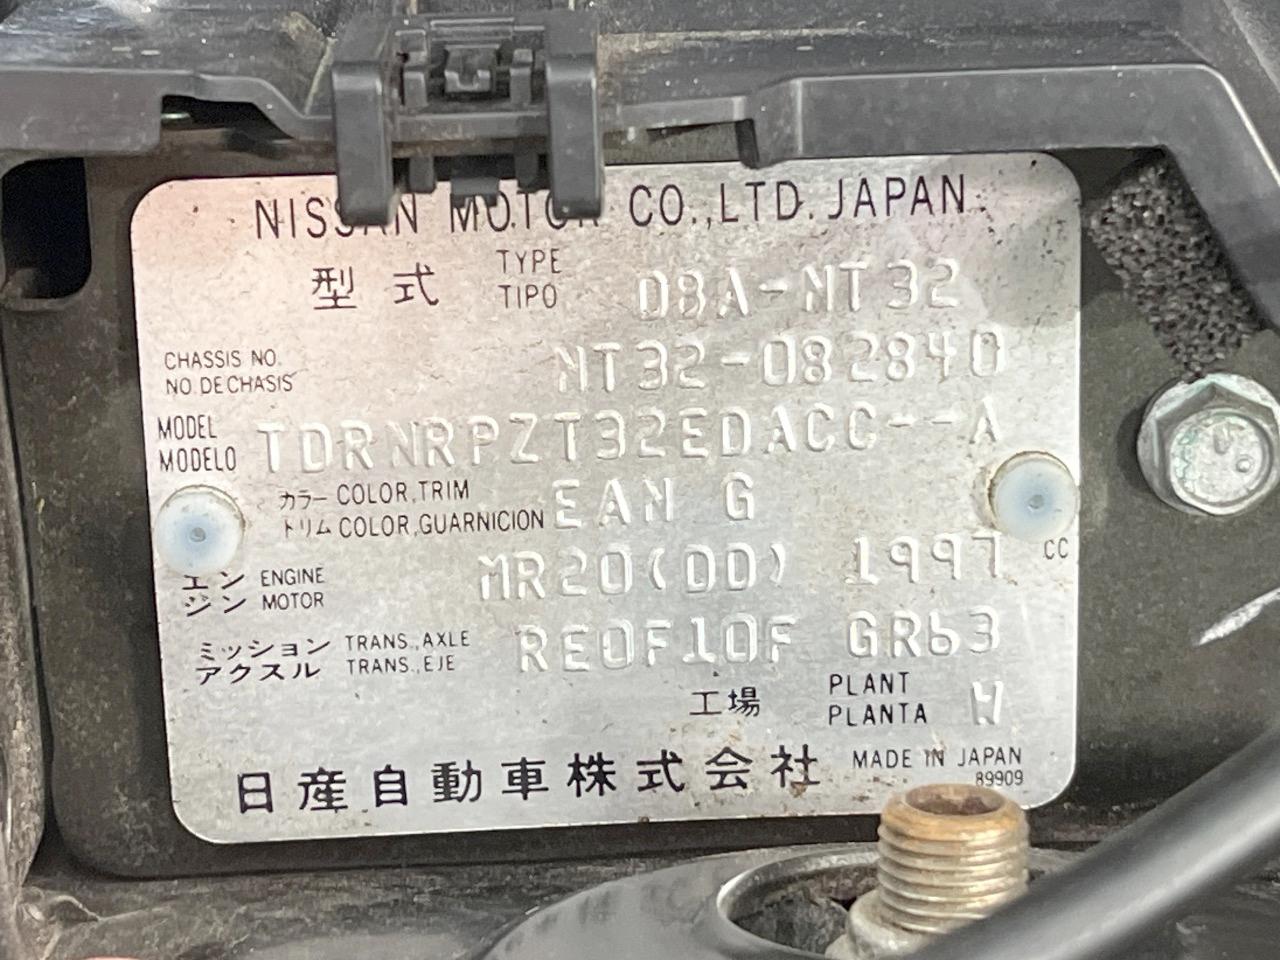 NISSAN MOTOR CO.,LTD. JAPAN
型式 TYPE TIPO DBA-NT32
CHASSIS NO. NO. DE CHASIS NT32-082840
MODEL MODELO TDRNRPZT32EDACC--A
カラー COLOR,TRIM
トリム COLOR,GUARNICION EAN G
エンジン ENGINE MOTOR MR20(DD) 1997 CC
ミッション TRANS.,AXLE
アクスル TRANS.,EJE RE0F10F GR63
工場 PLANT PLANTA W
日産自動車株式会社 MADE IN JAPAN
89909